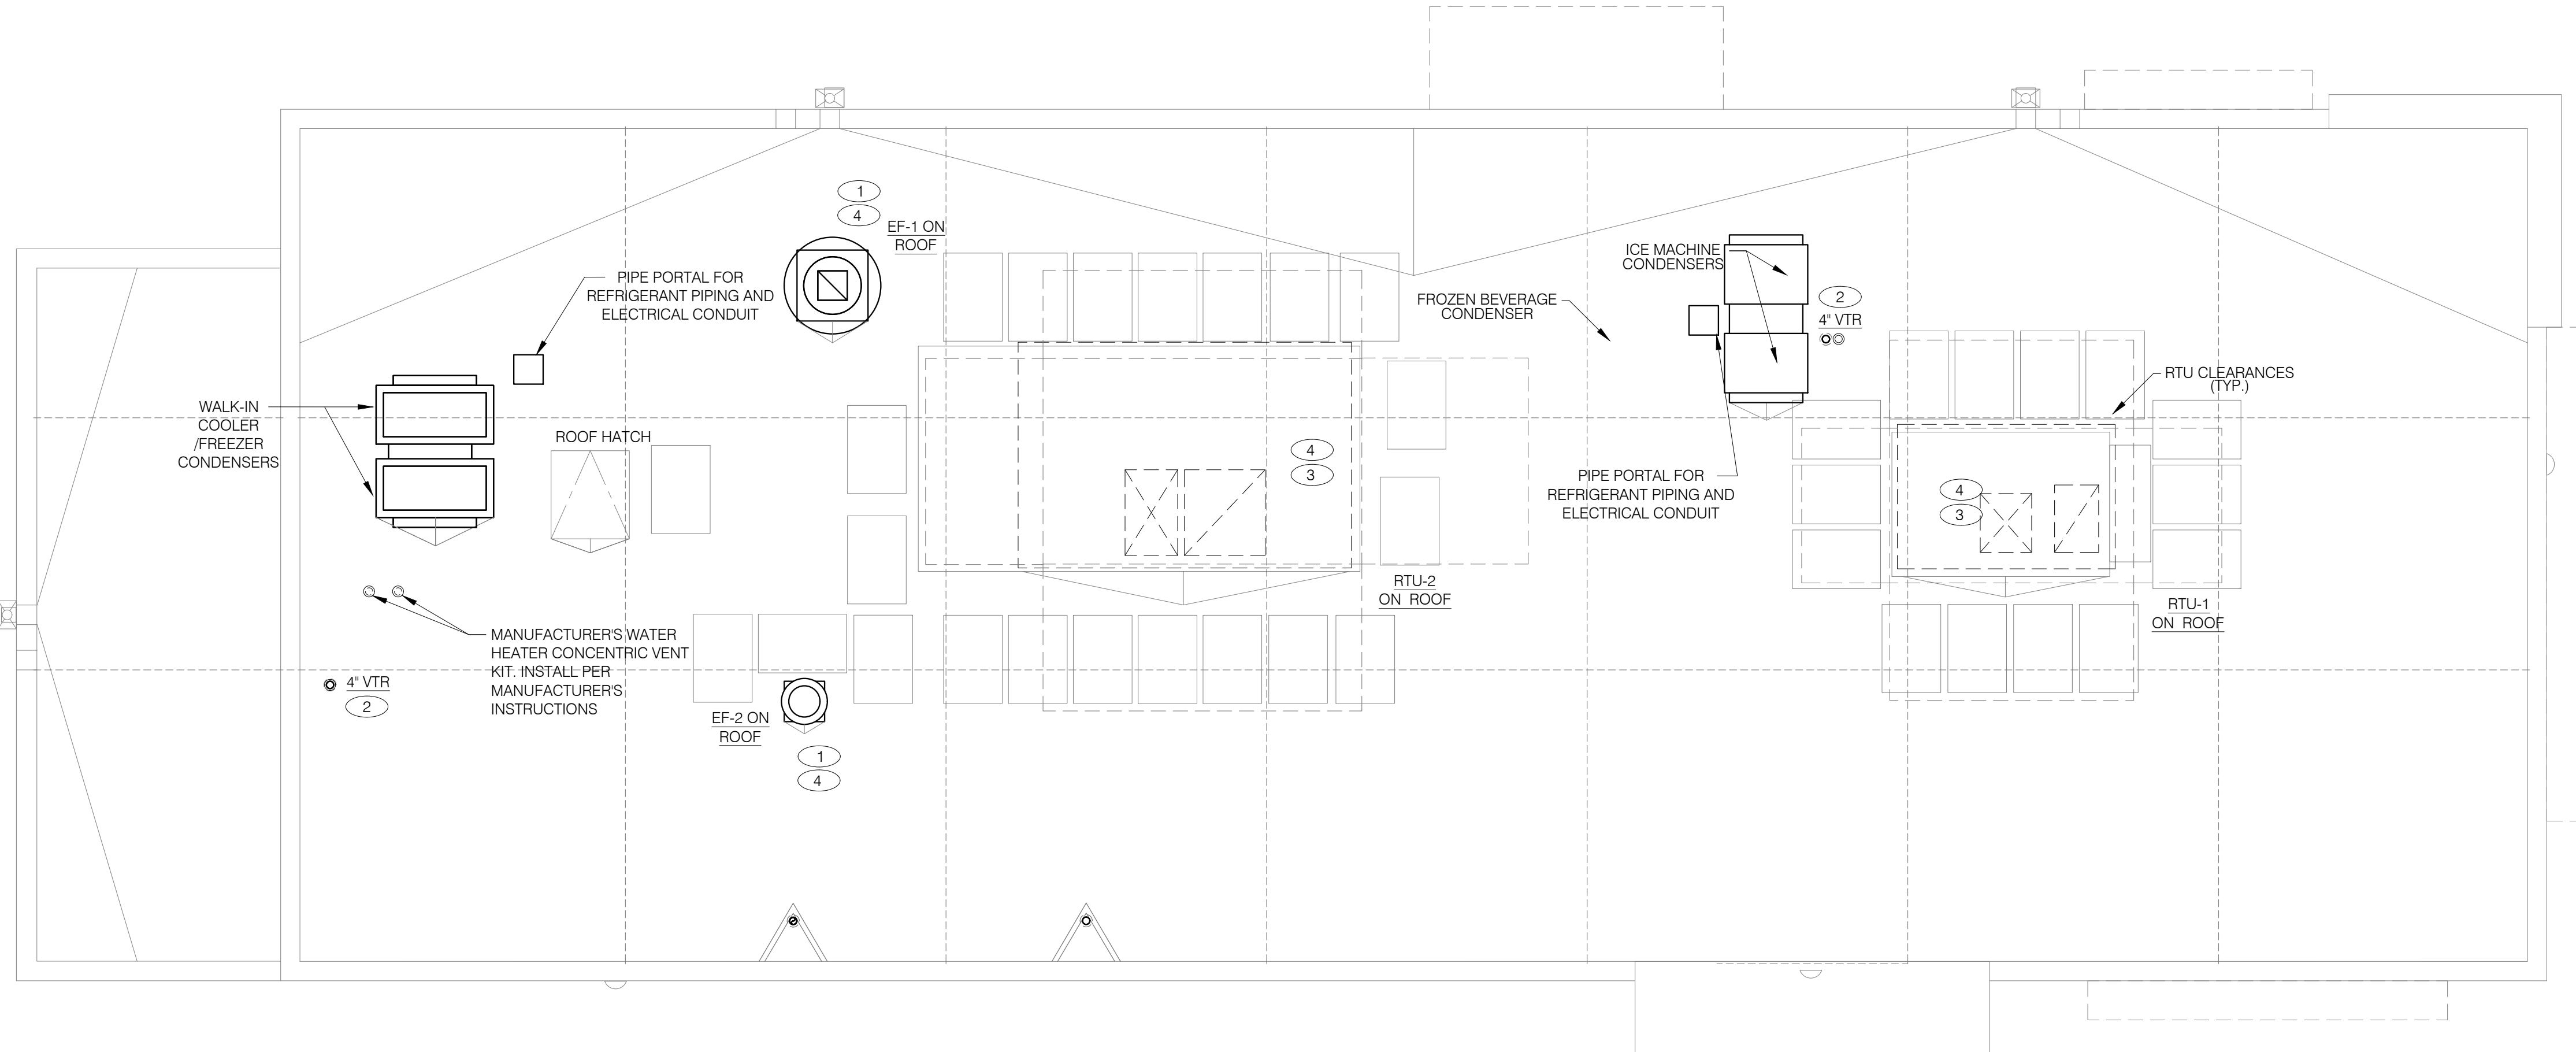 1
4
EF-1 ON
ROOF
PIPE PORTAL FOR
REFRIGERANT PIPING AND
ELECTRICAL CONDUIT
ICE MACHINE
CONDENSERS
FROZEN BEVERAGE
CONDENSER
2
4" VTR
RTU CLEARANCES
(TYP.)
WALK-IN
COOLER
/FREEZER
CONDENSERS
ROOF HATCH
4
3
PIPE PORTAL FOR
REFRIGERANT PIPING AND
ELECTRICAL CONDUIT
4
3
RTU-2
ON ROOF
RTU-1
ON ROOF
MANUFACTURER'S WATER
HEATER CONCENTRIC VENT
KIT. INSTALL PER
MANUFACTURER'S
INSTRUCTIONS
4" VTR
2
EF-2 ON
ROOF
1
4